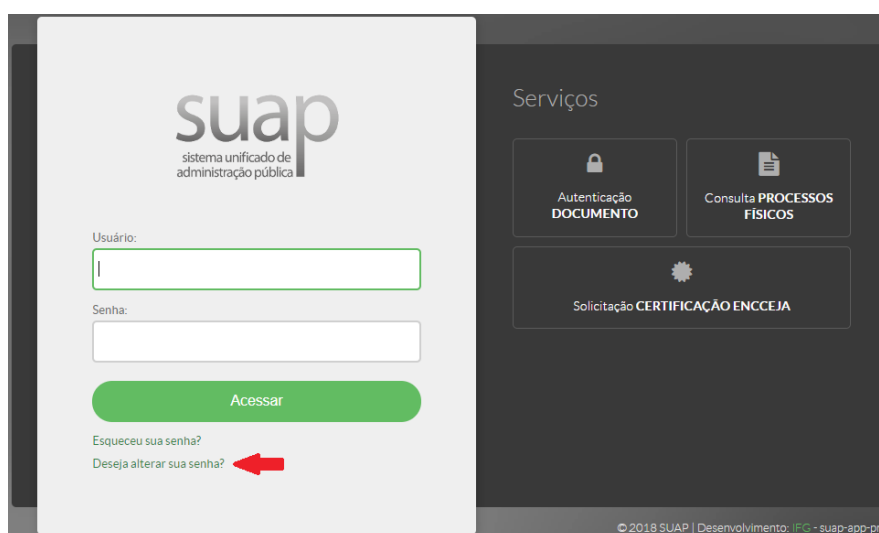 suap
sistema unificado de
administração pública
Usuário:
Senha:
Acessar
Esqueceu sua senha?
Deseja alterar sua senha?
Serviços
Autenticação
DOCUMENTO
Consulta PROCESSOS
FÍSICOS
Solicitação CERTIFICAÇÃO ENCCEJA
© 2018 SUAP | Desenvolvimento: IFG - suap-app-pr